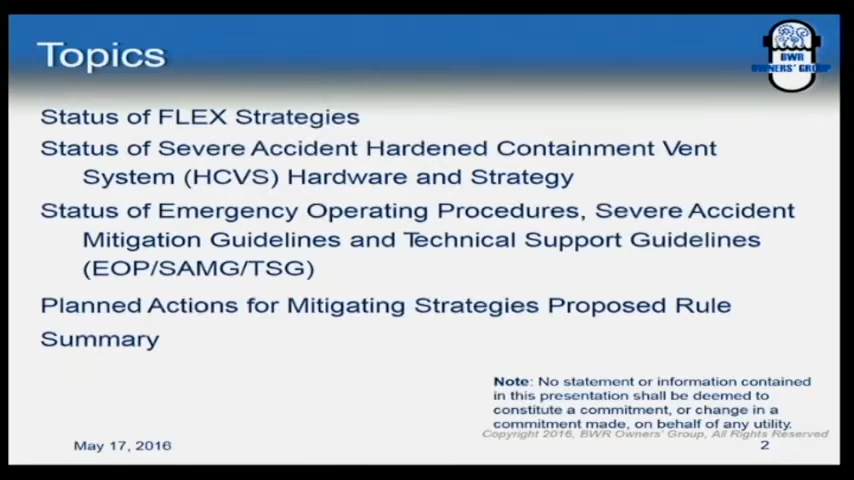 Topics
BWR
OWNERS' GROUP
Status of FLEX Strategies
Status of Severe Accident Hardened Containment Vent
System (HCVS) Hardware and Strategy
Status of Emergency Operating Procedures, Severe Accident
Mitigation Guidelines and Technical Support Guidelines
(EOP/SAMG/TSG)
Planned Actions for Mitigating Strategies Proposed Rule
Summary
Note: No statement or information contained
in this presentation shall be deemed to
constitute a commitment, or change in a
commitment made, on behalf of any utility.
Copyright 2016, BWR Owners' Group, All Rights Reserved
May 17, 2016
2